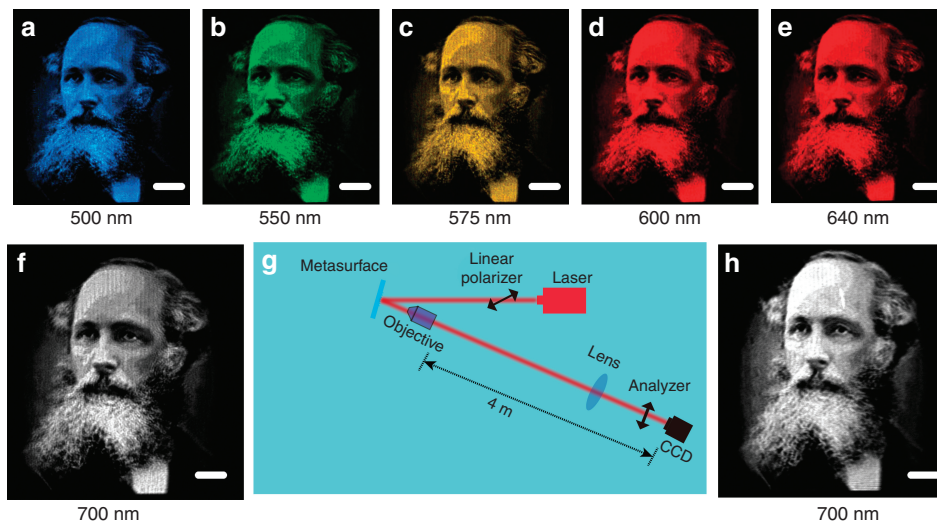 a
b
c
d
e
500 nm
550 nm
575 nm
600 nm
640 nm
f
g
h
Metasurface
Linear
polarizer
Laser
Objective
Lens
Analyzer
4 m
CCD
700 nm
700 nm